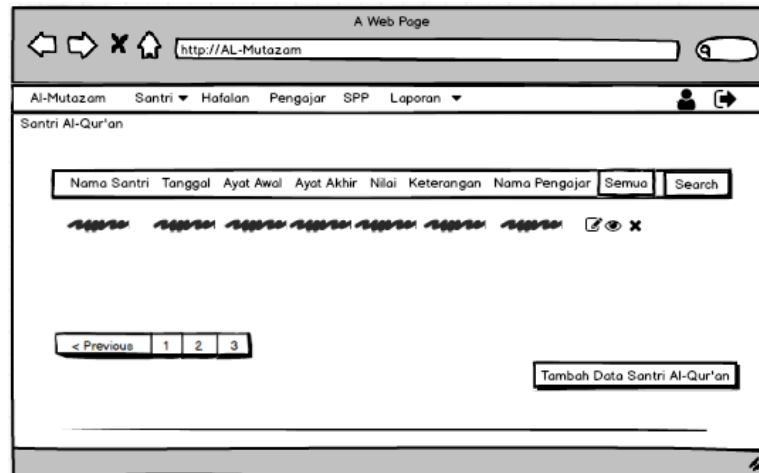 A Web Page
http://AL-Mutazam
Al-Mutazam Santri Hafalan Pengajar SPP Laporan
Santri Al-Qur'an
Nama Santri Tanggal Ayat Awal Ayat Akhir Nilai Keterangan Nama Pengajar Semua Search
< Previous 1 2 3
Tambah Data Santri Al-Qur'an